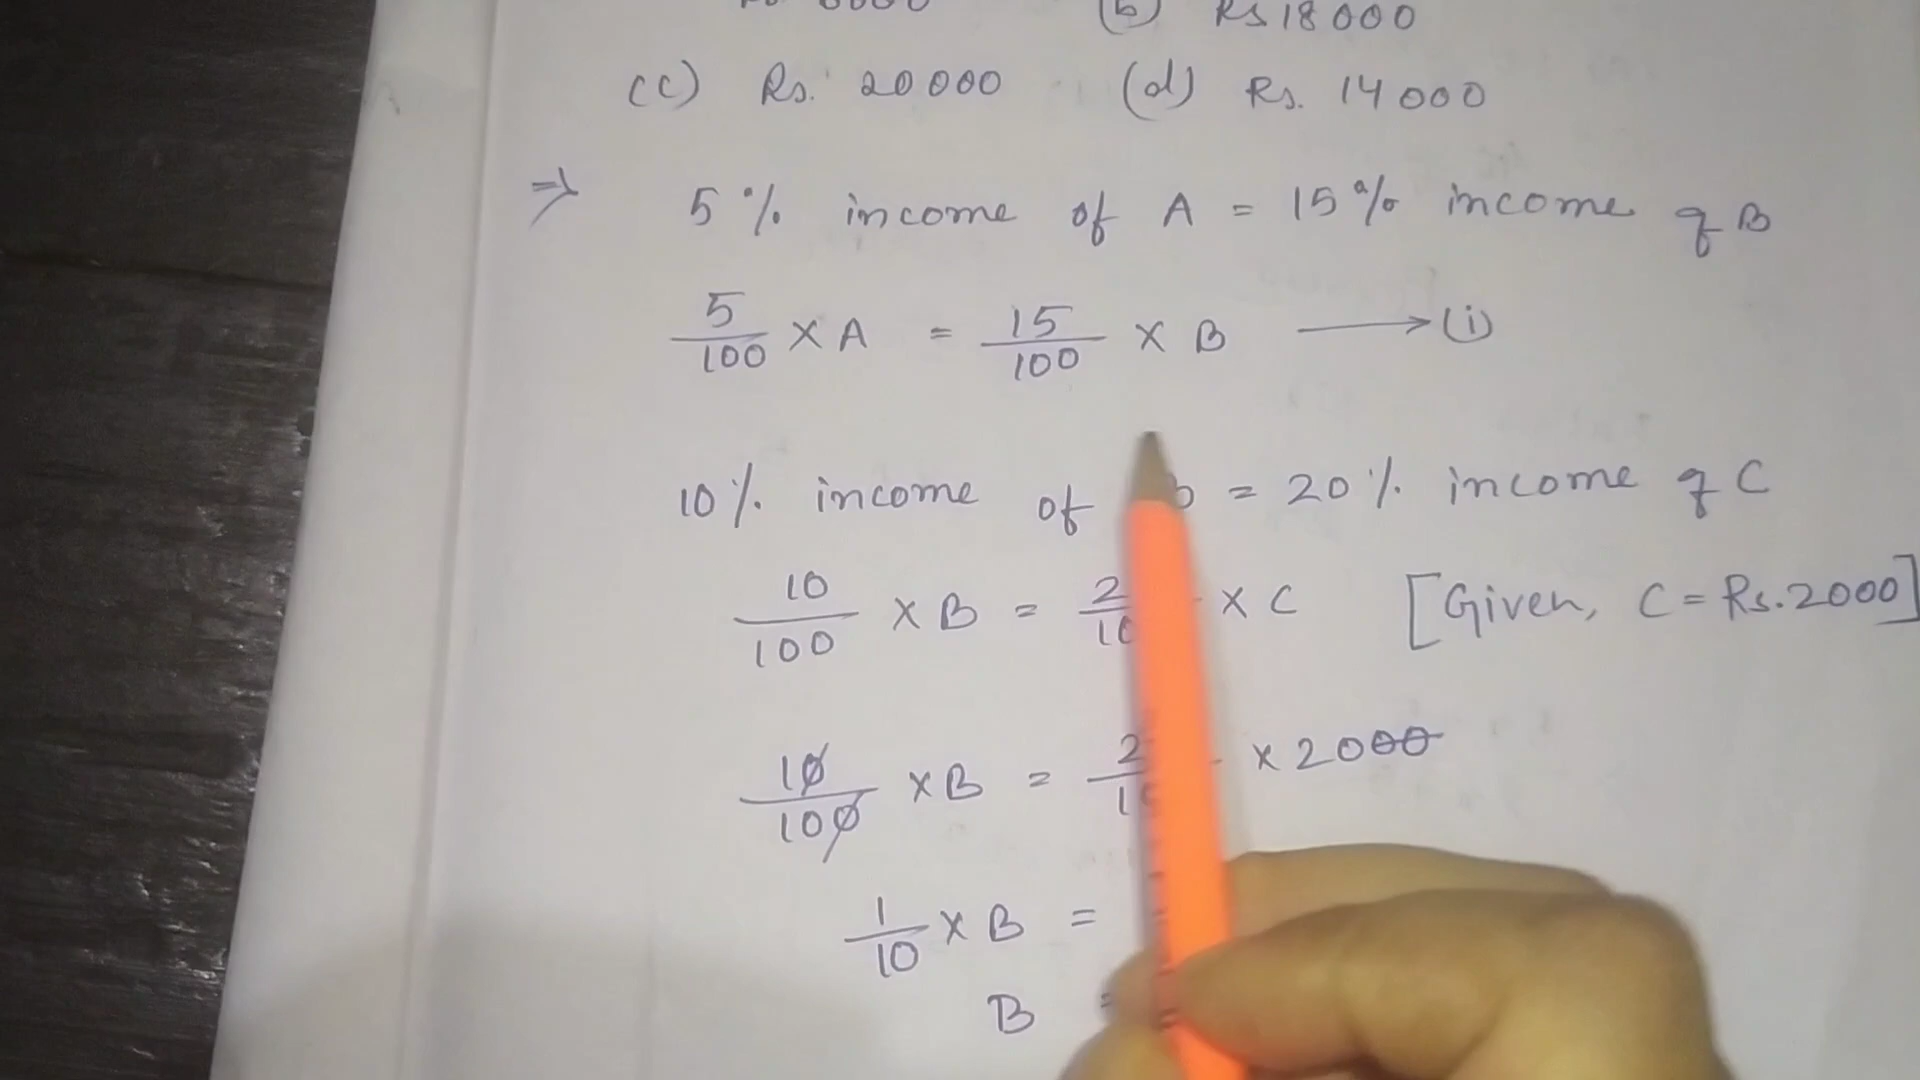 (b) Rs 18000
(c) Rs. 20000 (d) Rs. 14000
⇒ 5% income of A = 15% income of B
5/100 × A = 15/100 × B ⟶ (i)
10% income of = 20% income of C
10/100 × B = × C [Given, C = Rs. 2000]
10/100 × B = × 2000
1/10 × B =
B =